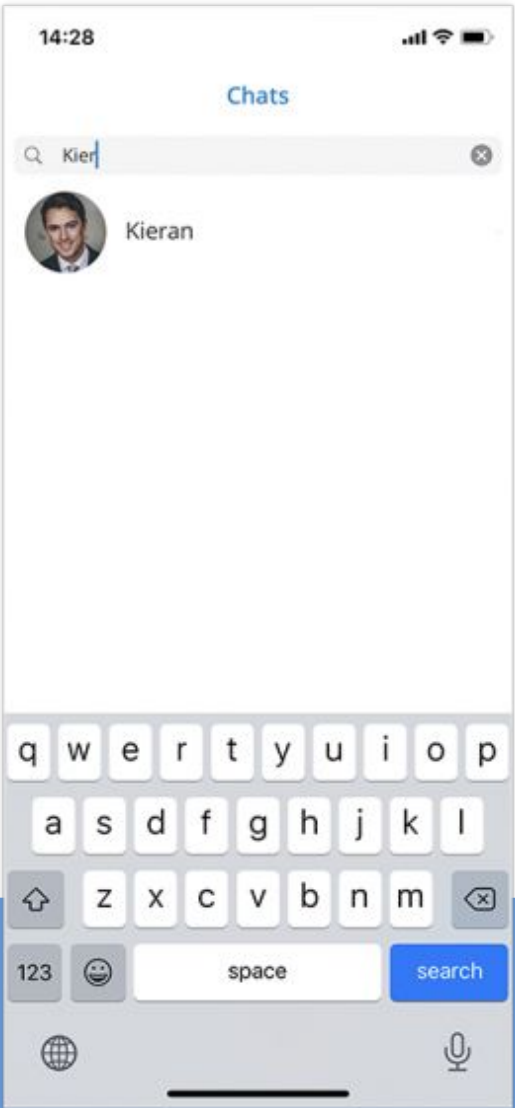 14:28
Chats
Kier
Kieran
q w e r t y u i o p
a s d f g h j k l
z x c v b n m
123 space search